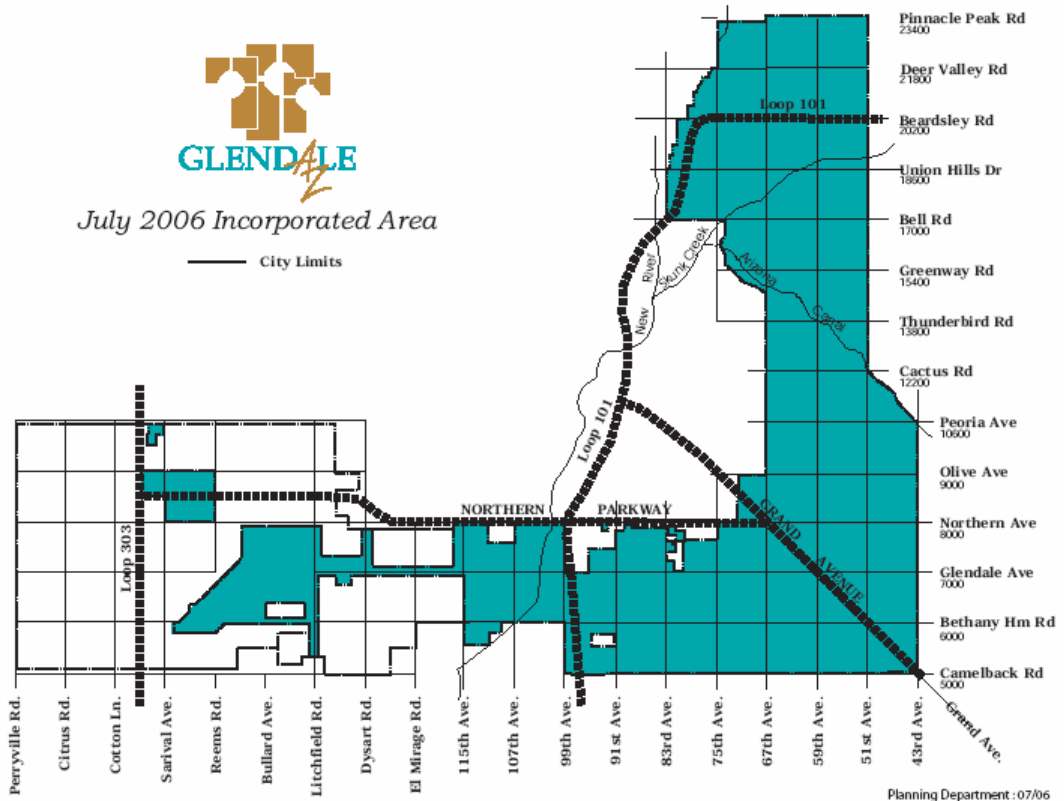 GLENDALE
AZ
July 2006 Incorporated Area
City Limits
Pinnacle Peak Rd
23400
Deer Valley Rd
21800
Loop 101
Beardsley Rd
20200
Union Hills Dr
18600
Bell Rd
17000
Skunk Creek
River
New
Arizona
Canal
Greenway Rd
15400
Thunderbird Rd
13800
Cactus Rd
12200
Loop 101
Peoria Ave
10600
Olive Ave
9000
NORTHERN PARKWAY
GRAND AVENUE
Northern Ave
8000
Loop 303
Glendale Ave
7000
Bethany Hm Rd
6000
Camelback Rd
5000
Grand Ave.
Perryville Rd.
Citrus Rd.
Cotton Ln.
Sarival Ave.
Reems Rd.
Bullard Ave.
Litchfield Rd.
Dysart Rd.
El Mirage Rd.
115th Ave.
107th Ave.
99th Ave.
91st Ave.
83rd Ave.
75th Ave.
67th Ave.
59th Ave.
51st Ave.
43rd Ave.
Planning Department : 07/06